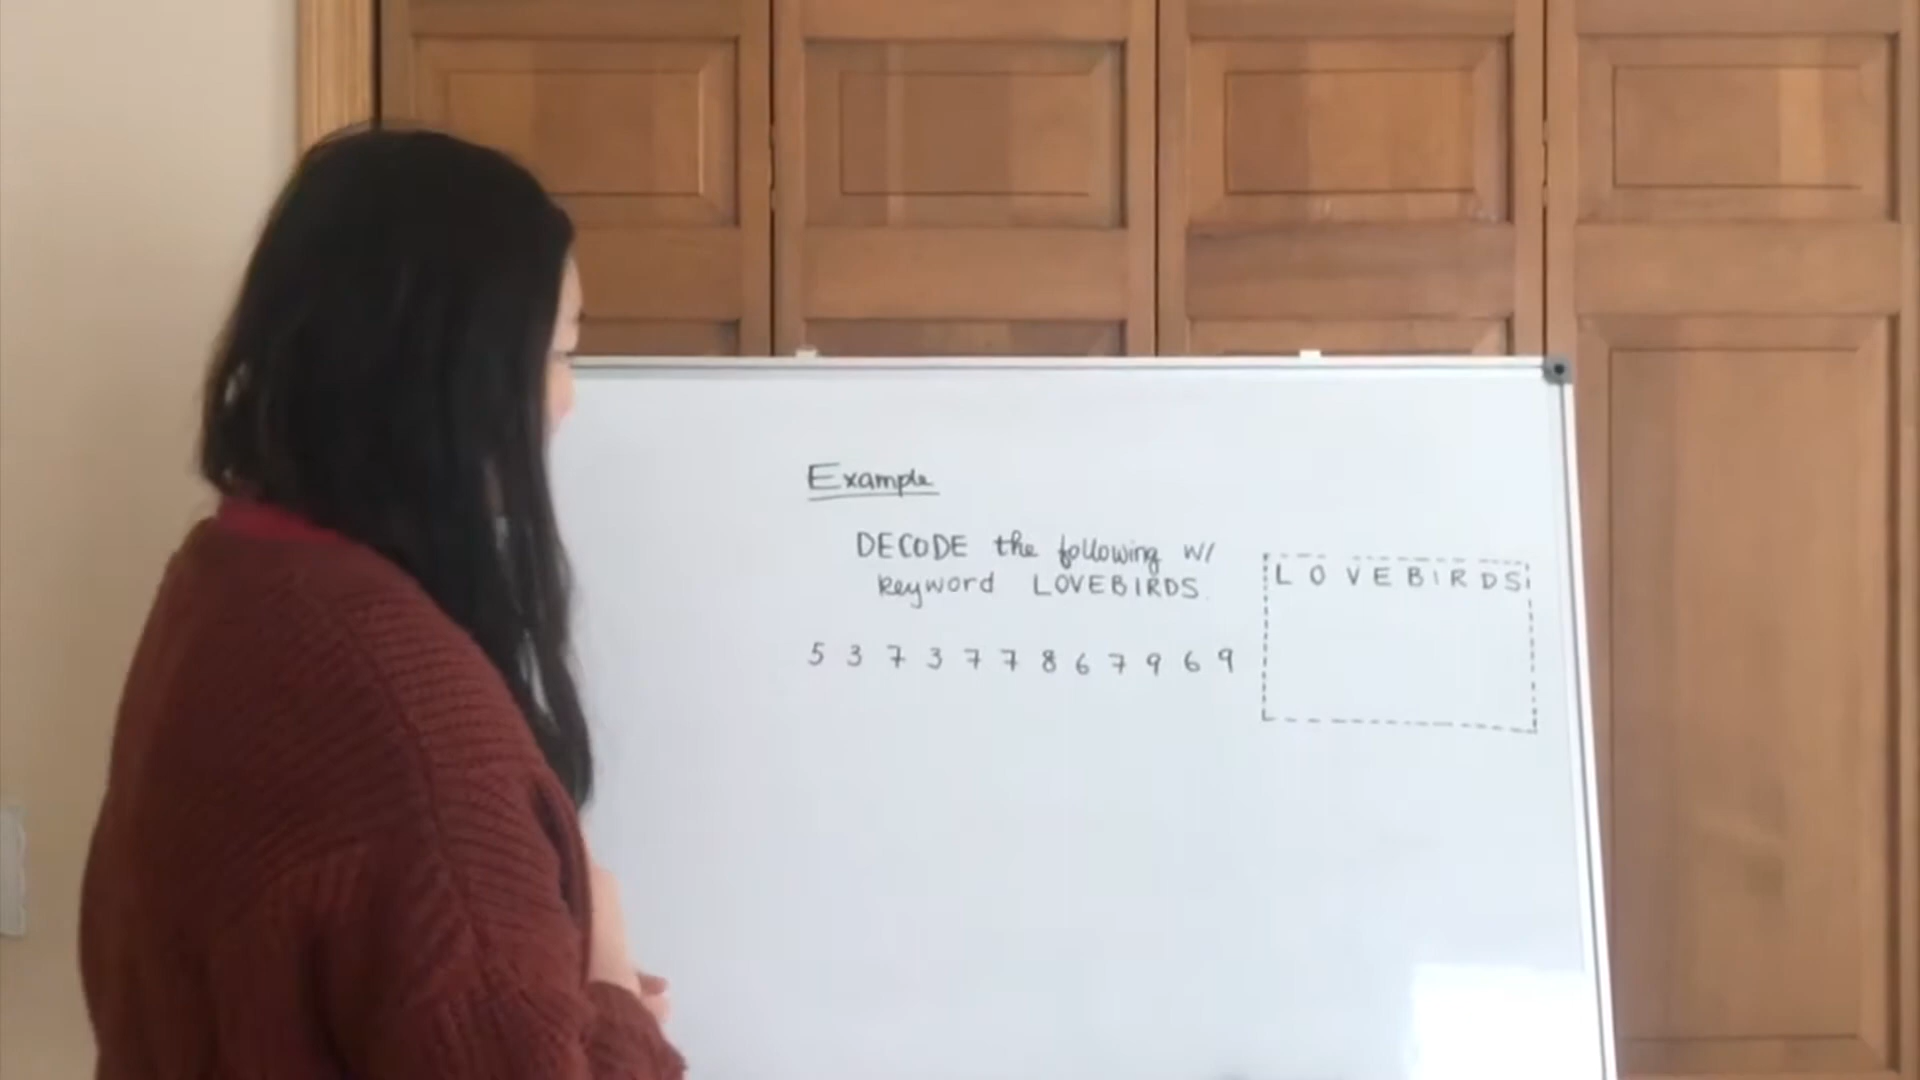 Example
DECODE the following w/
keyword LOVEBIRDS.
5 3 7 3 7 7 8 6 7 9 6 9
L O V E B I R D S